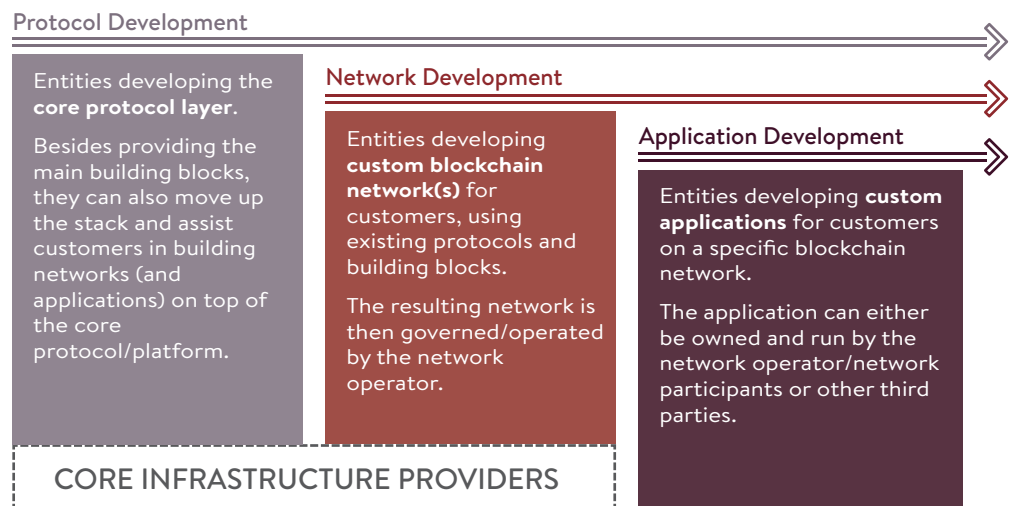 Protocol Development
Entities developing the
core protocol layer.
Besides providing the
main building blocks,
they can also move up
the stack and assist
customers in building
networks (and
applications) on top of
the core
protocol/platform.
Network Development
Entities developing
custom blockchain
network(s) for
customers, using
existing protocols and
building blocks.
The resulting network is
then governed/operated
by the network
operator.
Application Development
Entities developing custom
applications for customers
on a specific blockchain
network.
The application can either
be owned and run by the
network operator/network
participants or other third
parties.
CORE INFRASTRUCTURE PROVIDERS